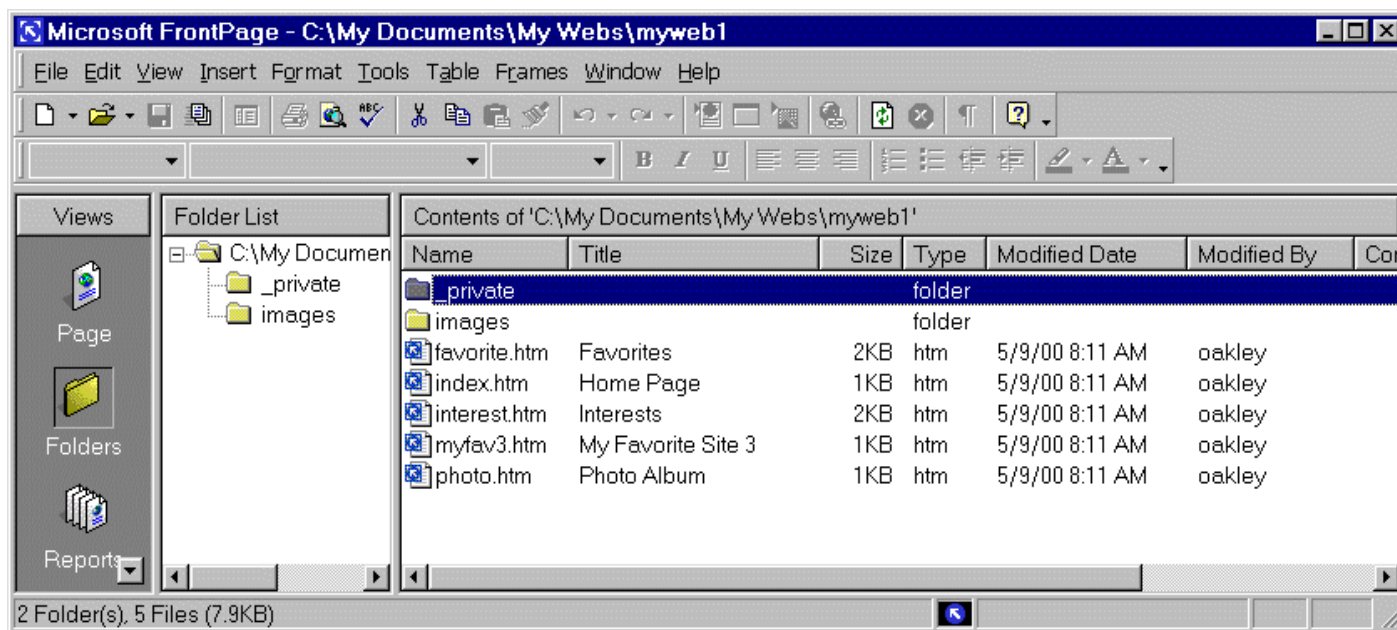 Microsoft FrontPage - C:\My Documents\My Webs\myweb1
File Edit View Insert Format Tools Table Frames Window Help
ABC
B I U A
Views
Page
Folders
Reports
Folder List
C:\My Documen
_private
images
Contents of 'C:\My Documents\My Webs\myweb1'
Name Title Size Type Modified Date Modified By Co
_private folder
images folder
favorite.htm Favorites 2KB htm 5/9/00 8:11 AM oakley
index.htm Home Page 1KB htm 5/9/00 8:11 AM oakley
interest.htm Interests 2KB htm 5/9/00 8:11 AM oakley
myfav3.htm My Favorite Site 3 1KB htm 5/9/00 8:11 AM oakley
photo.htm Photo Album 1KB htm 5/9/00 8:11 AM oakley
2 Folder(s), 5 Files (7.9KB)